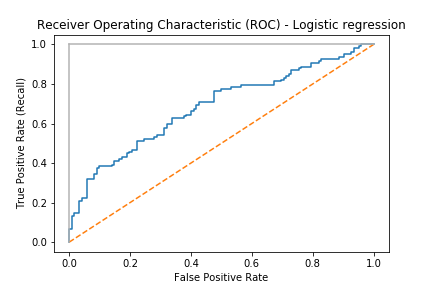 Receiver Operating Characteristic (ROC) - Logistic regression
1.0
0.8
0.6
0.4
0.2
0.0
True Positive Rate (Recall)
0.0 0.2 0.4 0.6 0.8 1.0
False Positive Rate